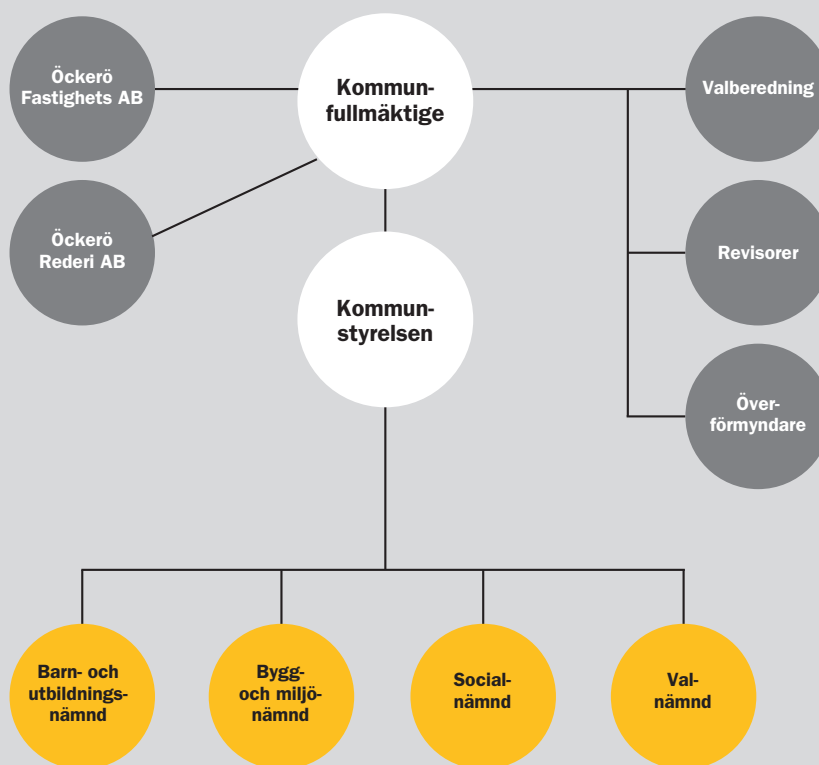 Öckerö
Fastighets AB
Kommun-
fullmäktige
Valberedning
Öckerö
Rederi AB
Revisorer
Kommun-
styrelsen
Över-
förmyndare
Barn- och
utbildnings-
nämnd
Bygg-
och miljö-
nämnd
Social-
nämnd
Val-
nämnd